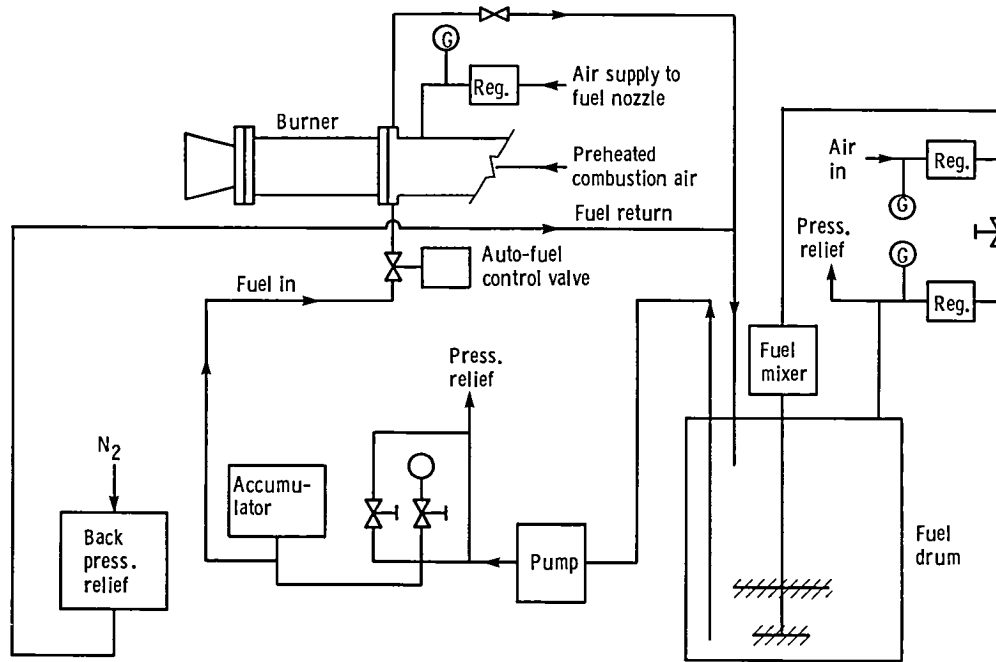 G
Reg.
Air supply to
fuel nozzle
Burner
Preheated
combustion air
Air
in
Reg.
G
Fuel return
Press.
relief
G
Auto-fuel
control valve
Fuel in
Reg.
Press.
relief
Fuel
mixer
N2
Accumu-
lator
Back
press.
relief
Pump
Fuel
drum